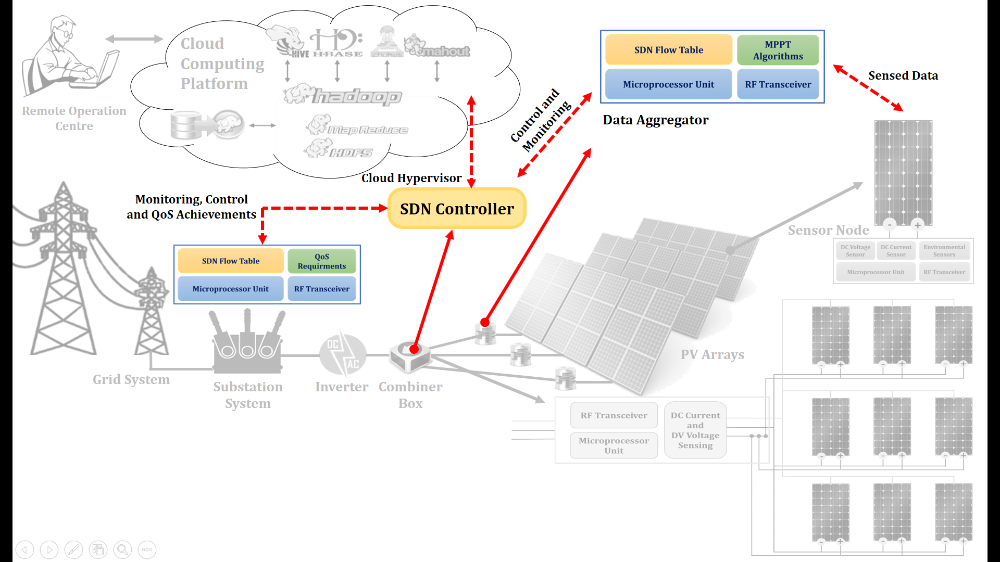 Cloud
Computing
Platform
HIVE
H-BASE
chukwa
mahout
hadoop
Map Reduce
HDFS
Remote Operation
Centre
SDN Flow Table
MPPT
Algorithms
Microprocessor Unit
RF Transceiver
Data Aggregator
Sensed Data
Control and
Monitoring
Cloud Hypervisor
SDN Controller
Monitoring, Control
and QoS Achievements
SDN Flow Table
QoS
Requirments
Microprocessor Unit
RF Transceiver
Sensor Node
- +
DC Voltage
Sensor
DC Current
Sensor
Environmental
Sensors
Microprocessor Unit
RF Transceiver
DC
AC
Grid System
Substation
System
Inverter
Combiner
Box
PV Arrays
RF Transceiver
Microprocessor
Unit
DC Current
and
DV Voltage
Sensing
- + - + - +
- + - + - +
- + - + - +